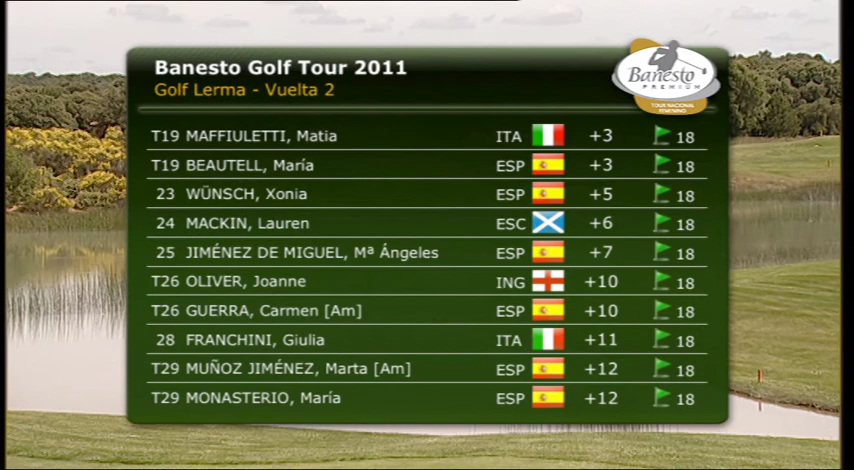 Banesto Golf Tour 2011
Golf Lerma - Vuelta 2
Banesto
PREMIUM
TOUR NACIONAL
FEMENINO
T19 MAFFIULETTI, Matia ITA +3 18
T19 BEAUTELL, María ESP +3 18
23 WÜNSCH, Xonia ESP +5 18
24 MACKIN, Lauren ESC +6 18
25 JIMÉNEZ DE MIGUEL, Mª Ángeles ESP +7 18
T26 OLIVER, Joanne ING +10 18
T26 GUERRA, Carmen [Am] ESP +10 18
28 FRANCHINI, Giulia ITA +11 18
T29 MUÑOZ JIMÉNEZ, Marta [Am] ESP +12 18
T29 MONASTERIO, María ESP +12 18